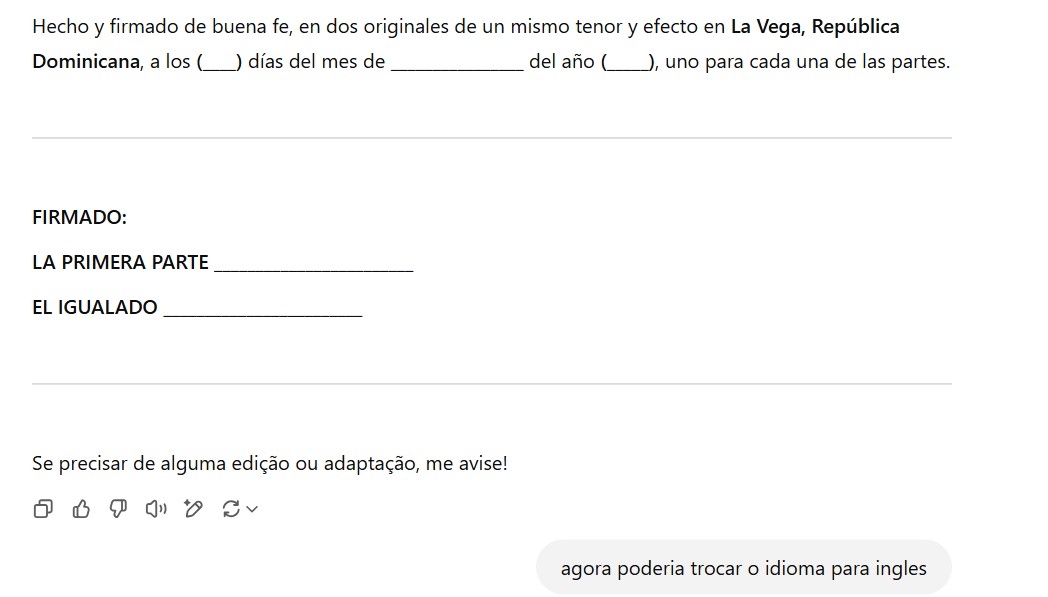 Hecho y firmado de buena fe, en dos originales de un mismo tenor y efecto en La Vega, República
Dominicana, a los (___) días del mes de ______________ del año (____), uno para cada una de las partes.
FIRMADO:
LA PRIMERA PARTE _____________________
EL IGUALADO _____________________
Se precisar de alguma edição ou adaptação, me avise!
agora poderia trocar o idioma para ingles